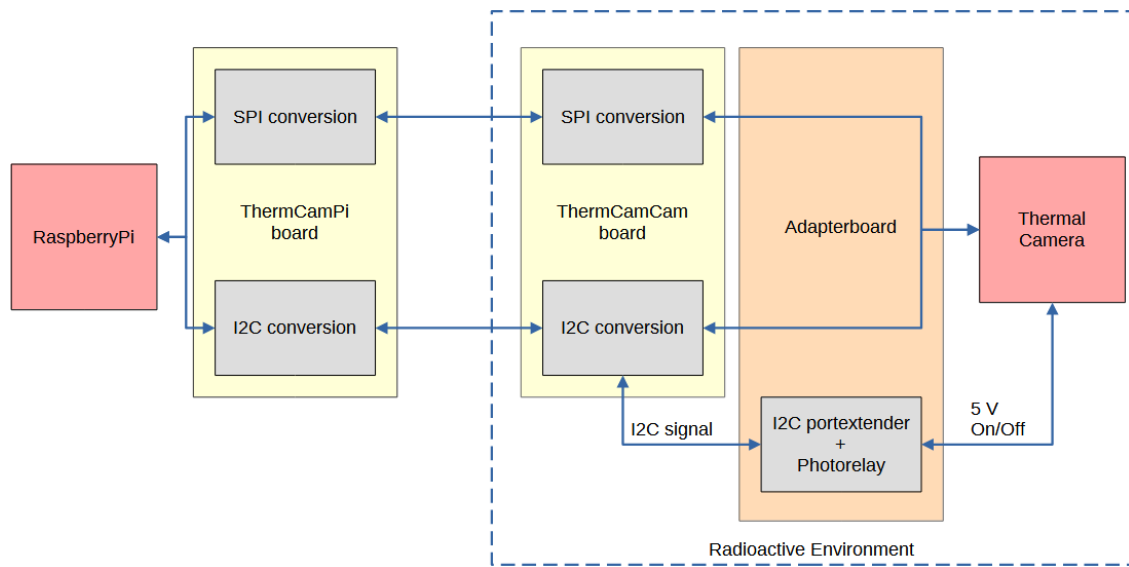 RaspberryPi
SPI conversion
ThermCamPi
board
I2C conversion
SPI conversion
ThermCamCam
board
I2C conversion
I2C signal
Adapterboard
I2C portextender
+
Photorelay
Thermal
Camera
5 V
On/Off
Radioactive Environment